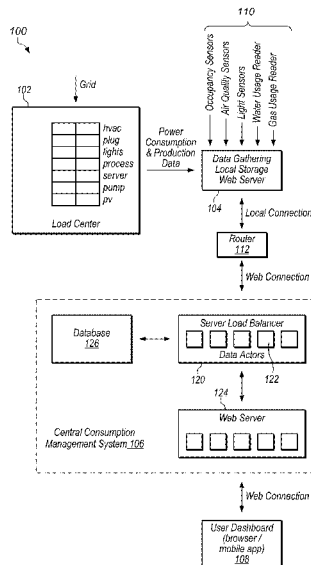 100
110
Occupancy Sensors
Air Quality Sensors
Light Sensors
Water Usage Reader
Gas Usage Reader
102
Grid
hvac
plug
lights
process
server
pump
pv
Load Center
Power
Consumption
& Production
Data
Data Gathering
Local Storage
Web Server
104
Local Connection
Router
112
Web Connection
Database
126
Server Load Balancer
Data Actors
120
122
124
Web Server
Central Consumption
Management System 106
Web Connection
User Dashboard
(browser /
mobile app)
108